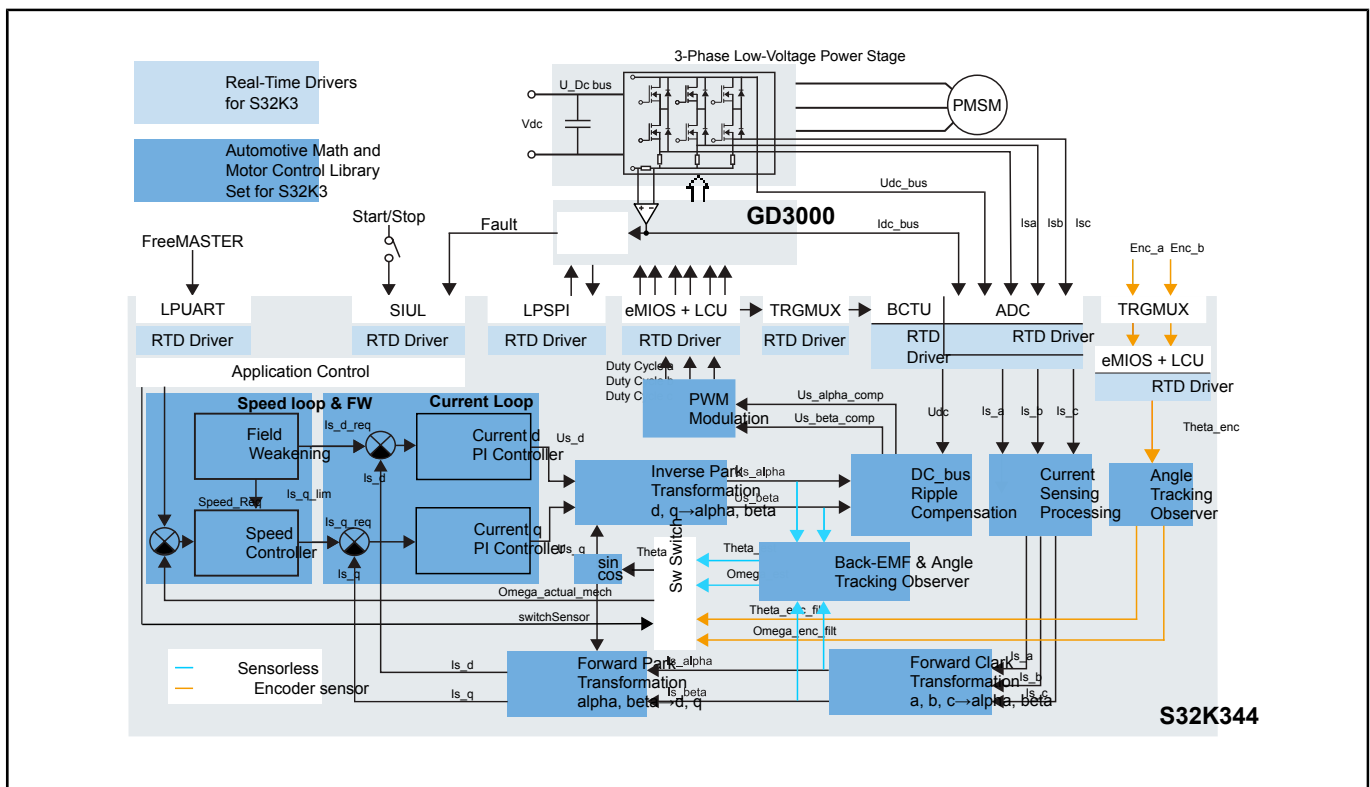 3-Phase Low-Voltage Power Stage
Real-Time Drivers
for S32K3
U_Dc bus
Vdc
PMSM
Automotive Math and
Motor Control Library
Set for S32K3
Udc_bus
GD3000
Start/Stop
Fault
Idc_bus
Isa
Isb
Isc
FreeMASTER
Enc_a
Enc_b
LPUART
SIUL
LPSPI
eMIOS + LCU
TRGMUX
BCTU
ADC
TRGMUX
RTD Driver
RTD Driver
RTD Driver
RTD Driver
RTD Driver
RTD
Driver
RTD Driver
eMIOS + LCU
RTD Driver
Application Control
Duty Cycle
Duty Cycle
Duty C
Speed loop & FW
Current Loop
PWM
Modulation
Us_alpha_comp
Us_beta_comp
Udc
Is_a
Is_b
Is_c
Theta_enc
Field
Weakening
Is_d_req
Current d
PI Controller
Us_d
Is_d
Inverse Park
Transformation
d, q→alpha, beta
Us_alpha
Us_beta
DC_bus
Ripple
Compensation
Current
Sensing
Processing
Angle
Tracking
Observer
Speed_Req
Is_q_lim
Is_q_req
Speed
Controller
Current q
PI Controller
Us_q
Is_q
sin
cos
Theta
Sw Switch
Theta_
Omeg
Back-EMF & Angle
Tracking Observer
Omega_actual_mech
switchSensor
Theta_enc_filt
Omega_enc_filt
Sensorless
Encoder sensor
Is_d
Is_q
Forward Park
Transformation
alpha, beta→d, q
Is_alpha
Is_beta
Forward Clark
Transformation
a, b, c→alpha, beta
Is_a
Is_b
Is_c
S32K344